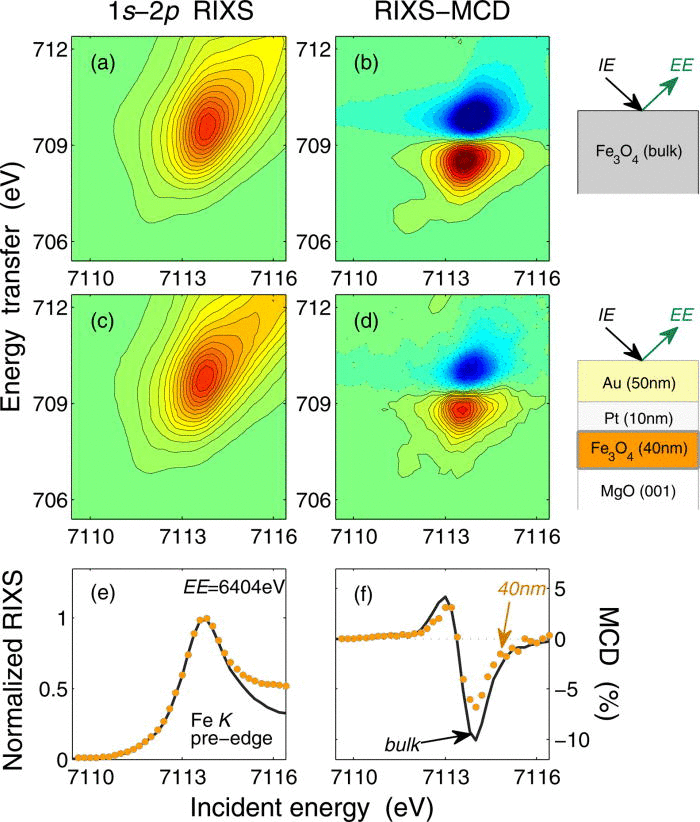 1s–2p RIXS
RIXS–MCD
712
709
706
(a)
(b)
7110
7113
7116
7110
7113
7116
IE
EE
Fe3O4 (bulk)
Energy transfer (eV)
712
709
706
(c)
(d)
7110
7113
7116
7110
7113
7116
IE
EE
Au (50nm)
Pt (10nm)
Fe3O4 (40nm)
MgO (001)
Normalized RIXS
1
0.5
0
(e)
EE=6404eV
Fe K
pre–edge
7110
7113
7116
(f)
40nm
bulk
5
0
−5
−10
MCD (%)
7110
7113
7116
Incident energy (eV)